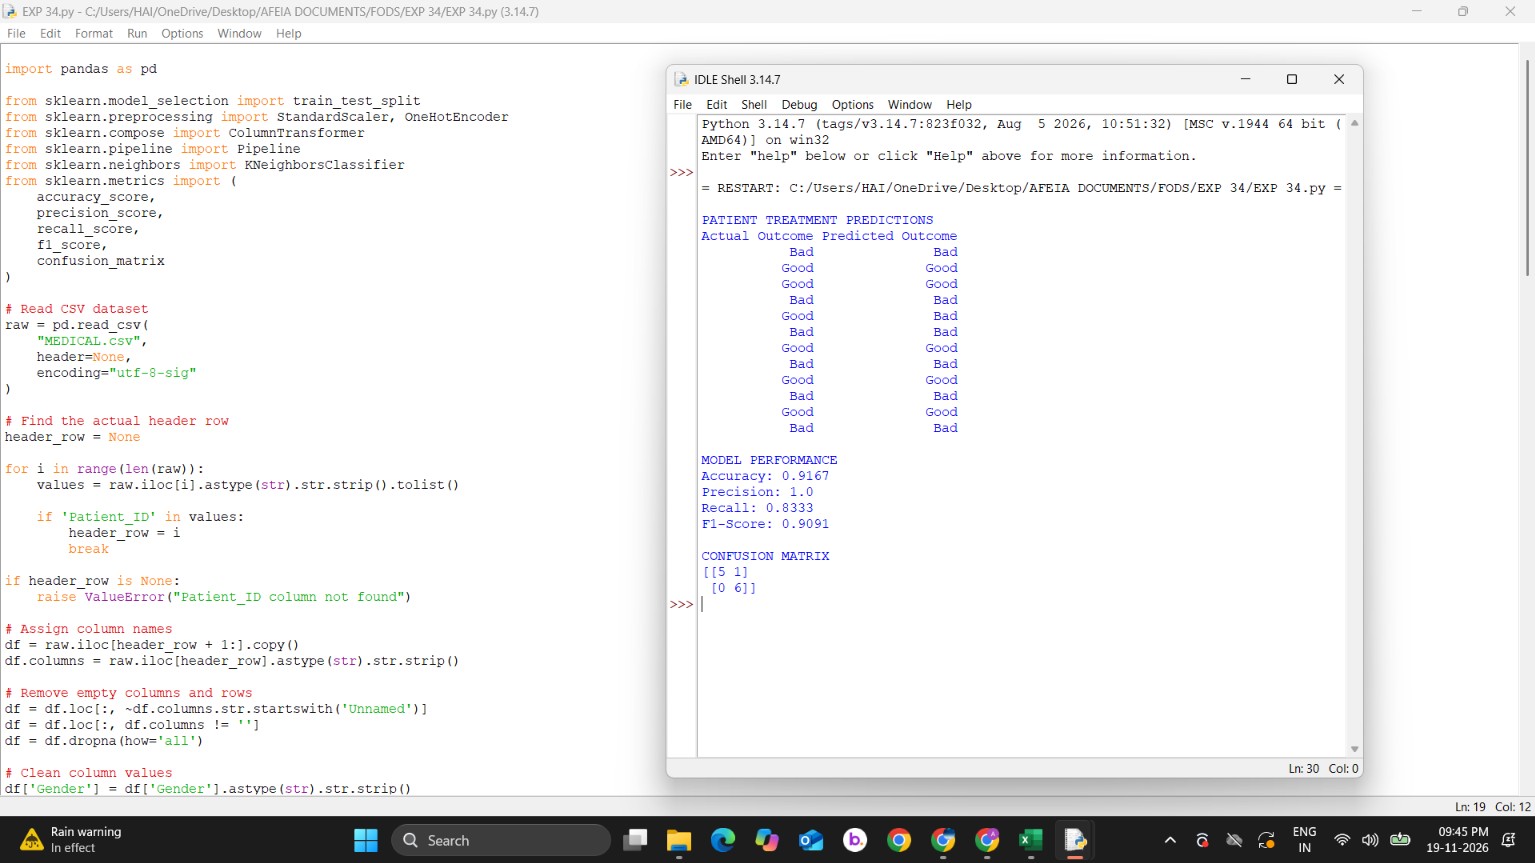 EXP 34.py - C:/Users/HAI/OneDrive/Desktop/AFEIA DOCUMENTS/FODS/EXP 34/EXP 34.py (3.14.7)
File Edit Format Run Options Window Help
import pandas as pd
from sklearn.model_selection import train_test_split
from sklearn.preprocessing import StandardScaler, OneHotEncoder
from sklearn.compose import ColumnTransformer
from sklearn.pipeline import Pipeline
from sklearn.neighbors import KNeighborsClassifier
from sklearn.metrics import (
    accuracy_score,
    precision_score,
    recall_score,
    f1_score,
    confusion_matrix
)
# Read CSV dataset
raw = pd.read_csv(
    "MEDICAL.csv",
    header=None,
    encoding="utf-8-sig"
)
# Find the actual header row
header_row = None
for i in range(len(raw)):
    values = raw.iloc[i].astype(str).str.strip().tolist()
    if 'Patient_ID' in values:
        header_row = i
        break
if header_row is None:
    raise ValueError("Patient_ID column not found")
# Assign column names
df = raw.iloc[header_row + 1:].copy()
df.columns = raw.iloc[header_row].astype(str).str.strip()
# Remove empty columns and rows
df = df.loc[:, ~df.columns.str.startswith('Unnamed')]
df = df.loc[:, df.columns != '']
df = df.dropna(how='all')
# Clean column values
df['Gender'] = df['Gender'].astype(str).str.strip()
IDLE Shell 3.14.7
File Edit Shell Debug Options Window Help
Python 3.14.7 (tags/v3.14.7:823f032, Aug  5 2026, 10:51:32) [MSC v.1944 64 bit (
AMD64)] on win32
Enter "help" below or click "Help" above for more information.
>>>
= RESTART: C:/Users/HAI/OneDrive/Desktop/AFEIA DOCUMENTS/FODS/EXP 34/EXP 34.py =
PATIENT TREATMENT PREDICTIONS
Actual Outcome Predicted Outcome
Bad Bad
Good Good
Good Good
Bad Bad
Good Bad
Bad Bad
Good Good
Bad Bad
Good Good
Bad Bad
Good Good
Bad Bad
MODEL PERFORMANCE
Accuracy: 0.9167
Precision: 1.0
Recall: 0.8333
F1-Score: 0.9091
CONFUSION MATRIX
[[5 1]
 [0 6]]
>>>
Ln: 30 Col: 0
Ln: 19 Col: 12
Rain warning
In effect
Search
b.
ENG
IN
09:45 PM
19-11-2026